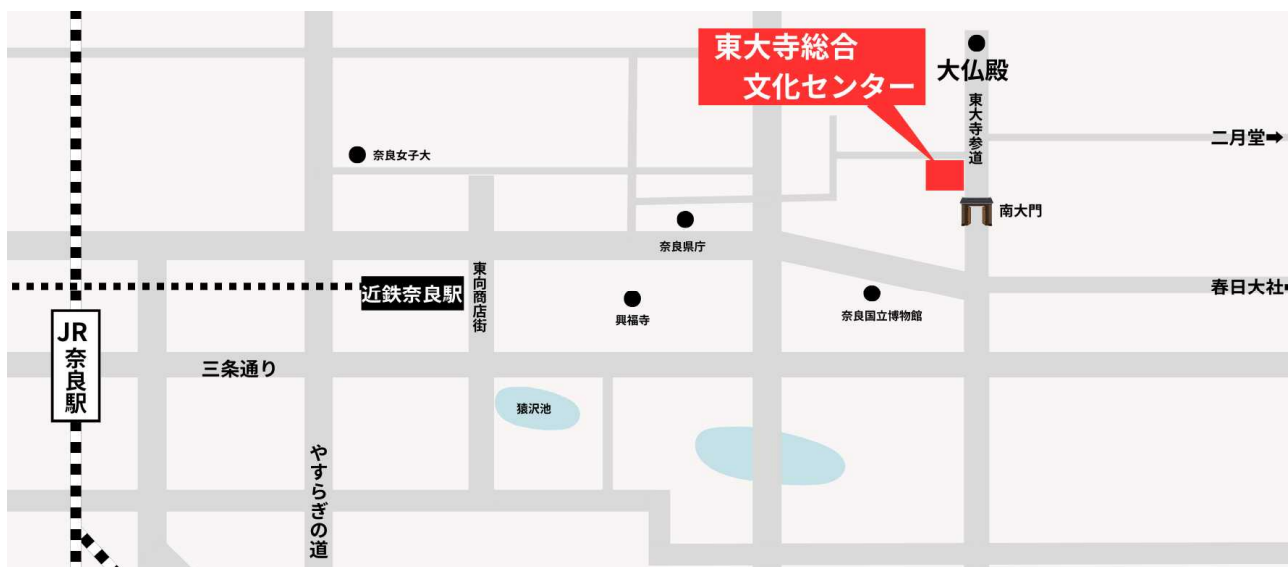 東大寺総合
文化センター
大仏殿
東大寺参道
二月堂➡
奈良女子大
南大門
奈良県庁
近鉄奈良駅
東向商店街
興福寺
奈良国立博物館
春日大社
JR奈良駅
三条通り
猿沢池
やすらぎの道